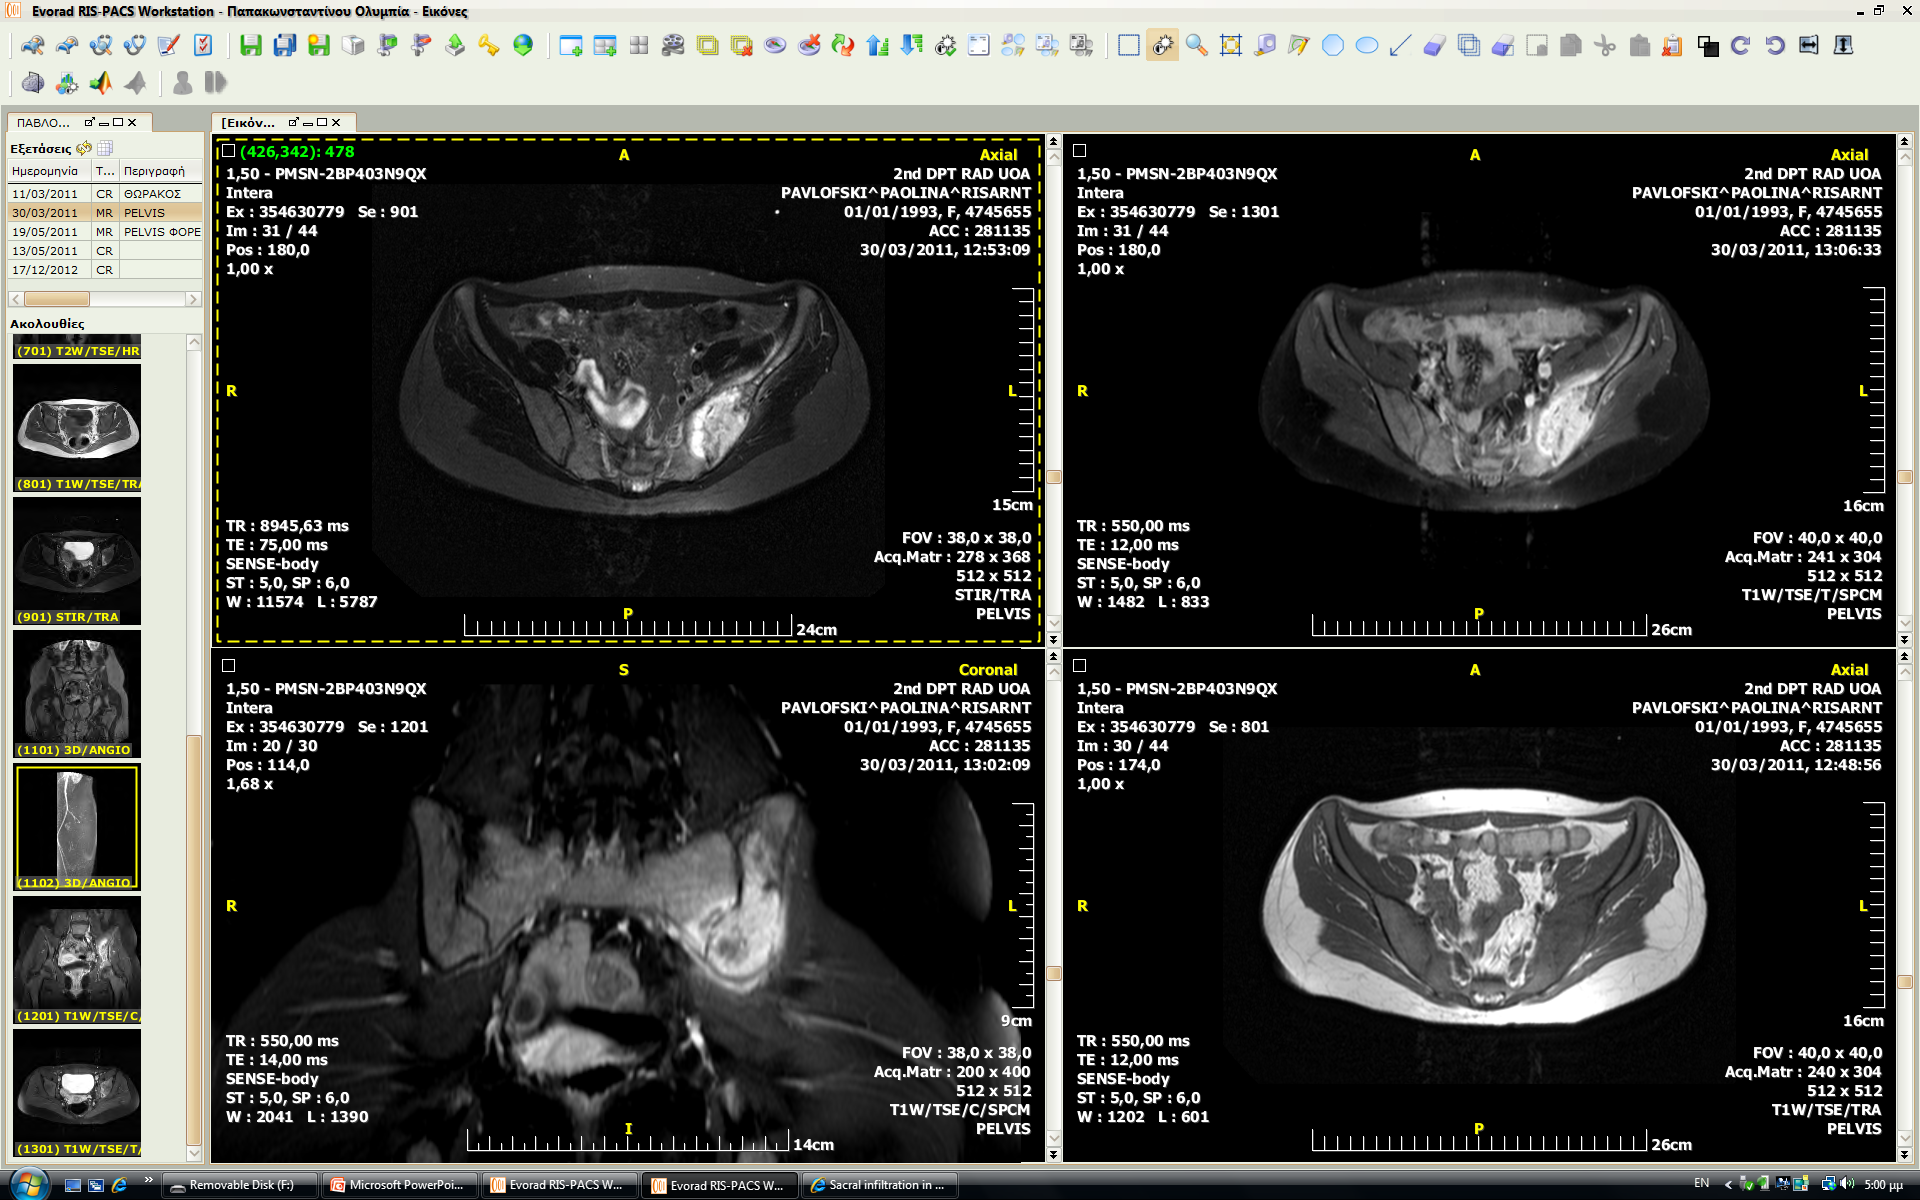 Evorad RIS-PACS Workstation - Παπακωνσταντίνου Ολυμπία - Εικόνες
ΠΑΒΛΟ...
[Εικόν...
Εξετάσεις
Ημερομηνία Τ... Περιγραφή
11/03/2011 CR ΘΩΡΑΚΟΣ
30/03/2011 MR PELVIS
19/05/2011 MR PELVIS ΦΟΡΕ
13/05/2011 CR
17/12/2012 CR
Ακολουθίες
(701) T2W/TSE/HR
(801) T1W/TSE/TRA
(901) STIR/TRA
(1101) 3D/ANGIO
(1102) 3D/ANGIO
(1201) T1W/TSE/C/
(1301) T1W/TSE/T/
(426,342): 478
A
Axial
1,50 - PMSN-2BP403N9QX
2nd DPT RAD UOA
Intera
PAVLOFSKI^PAOLINA^RISARNT
Ex : 354630779 Se : 901
01/01/1993, F, 4745655
Im : 31 / 44
ACC : 281135
Pos : 180,0
30/03/2011, 12:53:09
1,00 x
R
L
15cm
TR : 8945,63 ms
TE : 75,00 ms
FOV : 38,0 x 38,0
SENSE-body
Acq.Matr : 278 x 368
ST : 5,0, SP : 6,0
512 x 512
W : 11574 L : 5787
STIR/TRA
P
PELVIS
24cm
A
Axial
1,50 - PMSN-2BP403N9QX
2nd DPT RAD UOA
Intera
PAVLOFSKI^PAOLINA^RISARNT
Ex : 354630779 Se : 1301
01/01/1993, F, 4745655
Im : 31 / 44
ACC : 281135
Pos : 180,0
30/03/2011, 13:06:33
1,00 x
R
L
16cm
TR : 550,00 ms
TE : 12,00 ms
FOV : 40,0 x 40,0
SENSE-body
Acq.Matr : 241 x 304
ST : 5,0, SP : 6,0
512 x 512
W : 1482 L : 833
T1W/TSE/T/SPCM
P
PELVIS
26cm
S
Coronal
1,50 - PMSN-2BP403N9QX
2nd DPT RAD UOA
Intera
PAVLOFSKI^PAOLINA^RISARNT
Ex : 354630779 Se : 1201
01/01/1993, F, 4745655
Im : 20 / 30
ACC : 281135
Pos : 114,0
30/03/2011, 13:02:09
1,68 x
R
L
9cm
TR : 550,00 ms
TE : 14,00 ms
FOV : 38,0 x 38,0
SENSE-body
Acq.Matr : 200 x 400
ST : 5,0, SP : 6,0
512 x 512
W : 2041 L : 1390
T1W/TSE/C/SPCM
I
PELVIS
14cm
A
Axial
1,50 - PMSN-2BP403N9QX
2nd DPT RAD UOA
Intera
PAVLOFSKI^PAOLINA^RISARNT
Ex : 354630779 Se : 801
01/01/1993, F, 4745655
Im : 30 / 44
ACC : 281135
Pos : 174,0
30/03/2011, 12:48:56
1,00 x
R
L
16cm
TR : 550,00 ms
TE : 12,00 ms
FOV : 40,0 x 40,0
SENSE-body
Acq.Matr : 240 x 304
ST : 5,0, SP : 6,0
512 x 512
W : 1202 L : 601
T1W/TSE/TRA
P
PELVIS
26cm
Removable Disk (F:)
Microsoft PowerPoi...
Evorad RIS-PACS W...
Evorad RIS-PACS W...
Sacral infiltration in ...
EN
5:00 μμ